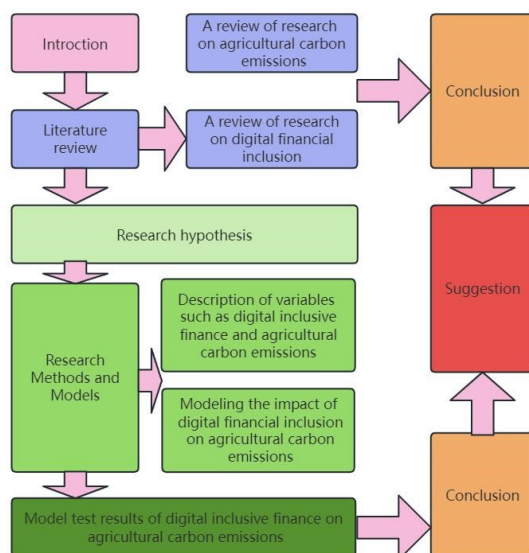 Introction
A review of research
on agricultural carbon
emissions
Conclusion
Literature
review
A review of research
on digital financial
inclusion
Research hypothesis
Suggestion
Research
Methods and
Models
Description of variables
such as digital inclusive
finance and agricultural
carbon emissions
Modeling the impact of
digital financial inclusion
on agricultural carbon
emissions
Conclusion
Model test results of digital inclusive finance on
agricultural carbon emissions